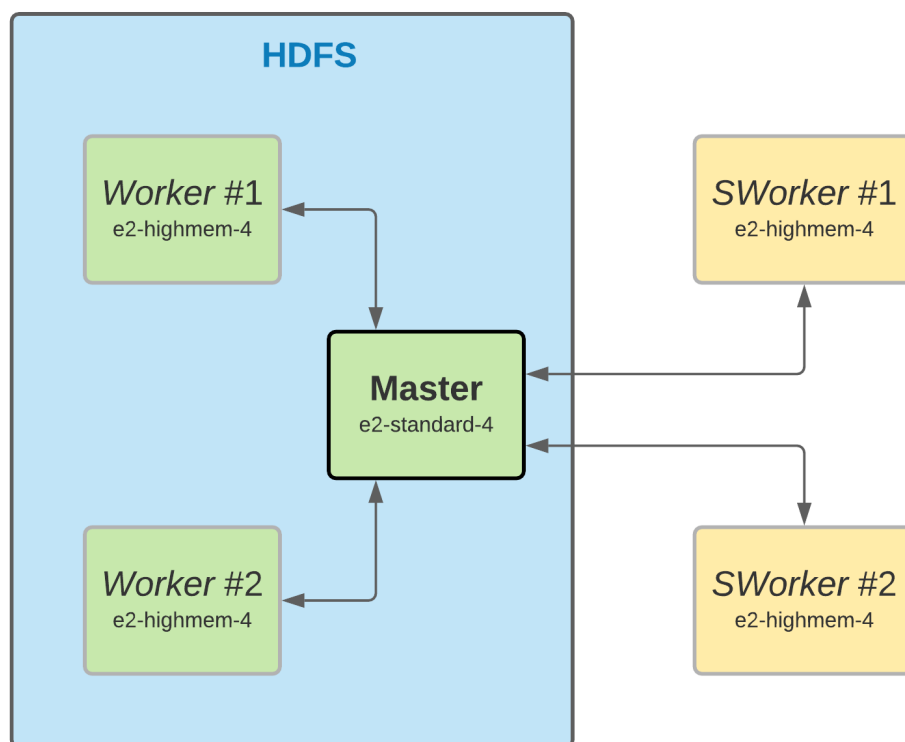 HDFS
Worker #1
e2-highmem-4
SWorker #1
e2-highmem-4
Master
e2-standard-4
Worker #2
e2-highmem-4
SWorker #2
e2-highmem-4